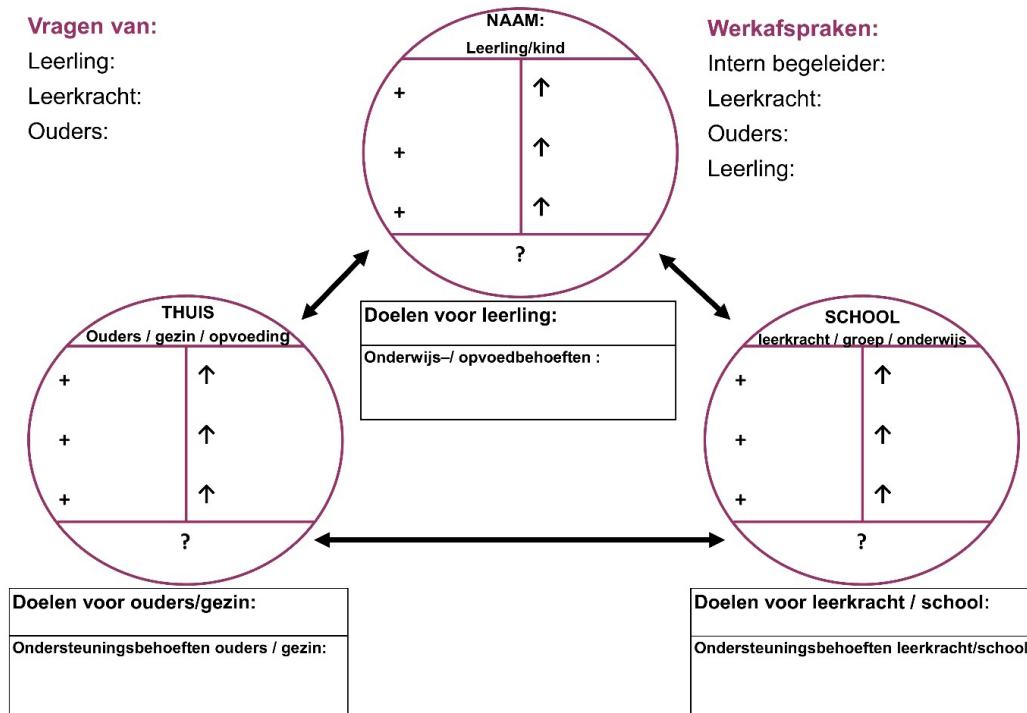 Vragen van:
Leerling:
Leerkracht:
Ouders:
NAAM:
Leerling/kind
+ ↑
+ ↑
+ ↑
?
Werkafspraken:
Intern begeleider:
Leerkracht:
Ouders:
Leerling:
THUIS
Ouders / gezin / opvoeding
+ ↑
+ ↑
+ ↑
?
Doelen voor leerling:
Onderwijs–/ opvoedbehoeften :
SCHOOL
leerkracht / groep / onderwijs
+ ↑
+ ↑
+ ↑
?
Doelen voor ouders/gezin:
Ondersteuningsbehoeften ouders / gezin:
Doelen voor leerkracht / school:
Ondersteuningsbehoeften leerkracht/school